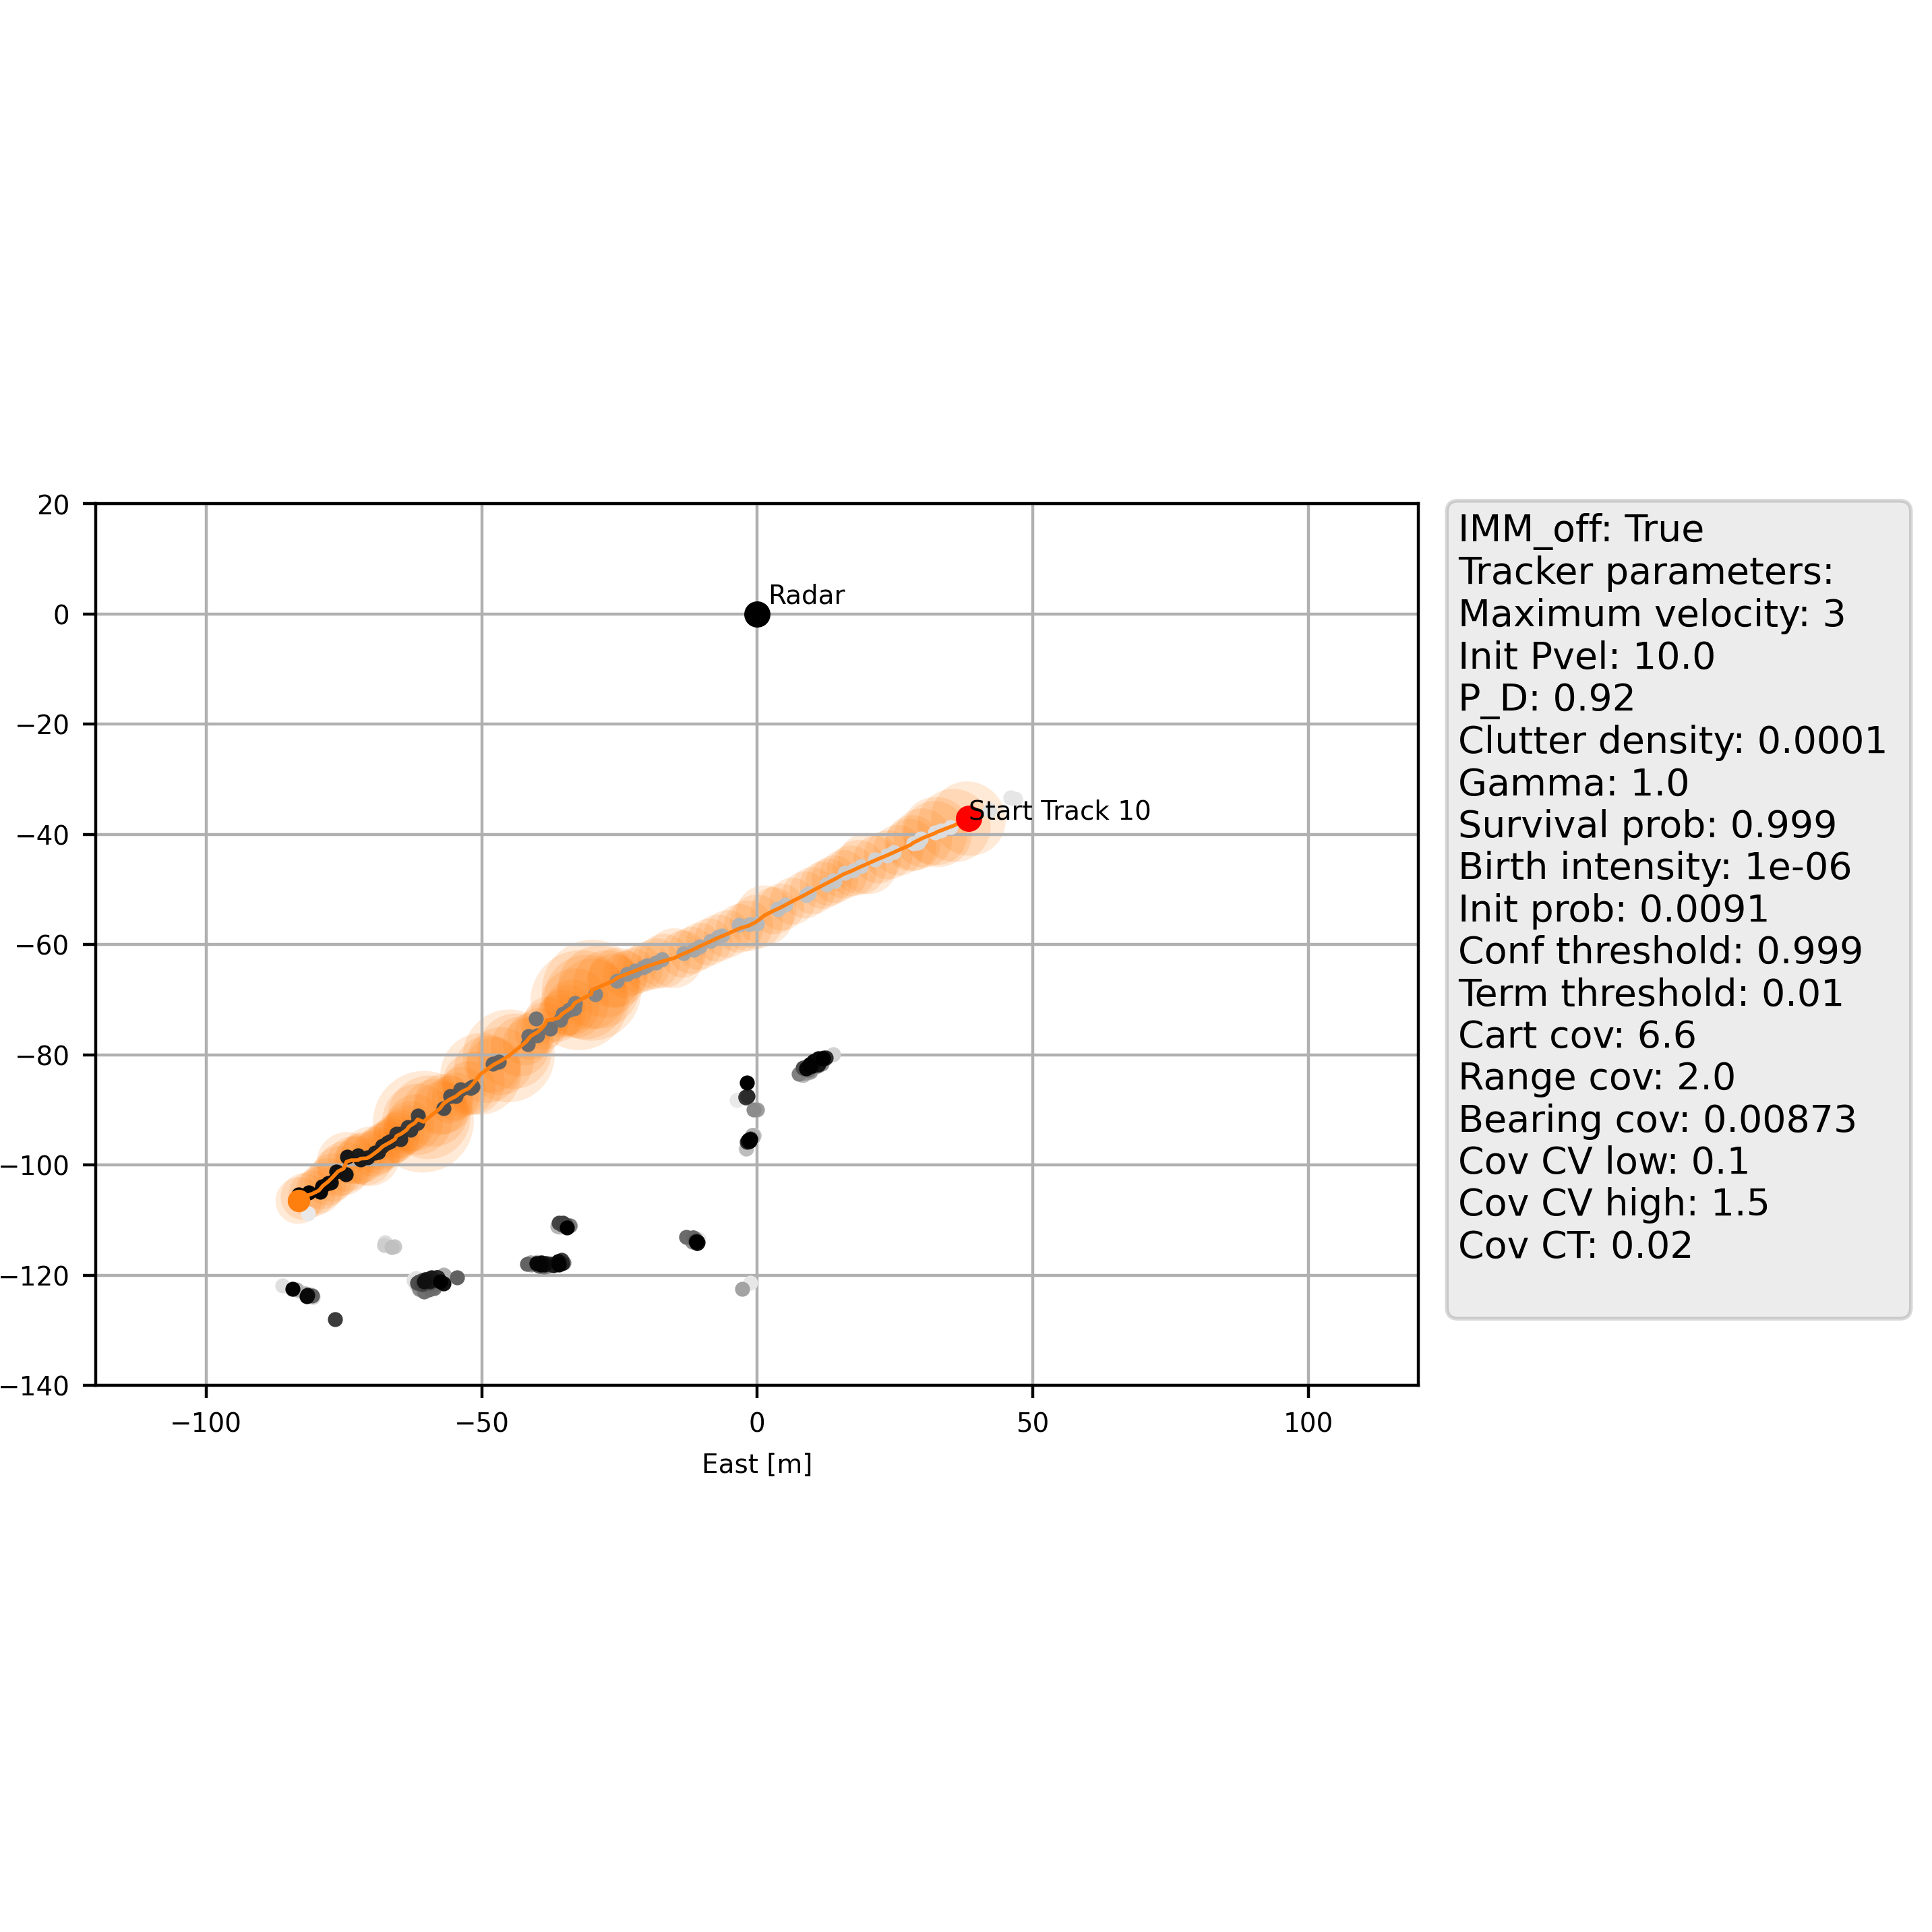 20
0
−20
−40
−60
−80
−100
−120
−140
−100
−50
0
50
100
East [m]
Radar
Start Track 10
IMM_off: True
Tracker parameters:
Maximum velocity: 3
Init Pvel: 10.0
P_D: 0.92
Clutter density: 0.0001
Gamma: 1.0
Survival prob: 0.999
Birth intensity: 1e-06
Init prob: 0.0091
Conf threshold: 0.999
Term threshold: 0.01
Cart cov: 6.6
Range cov: 2.0
Bearing cov: 0.00873
Cov CV low: 0.1
Cov CV high: 1.5
Cov CT: 0.02